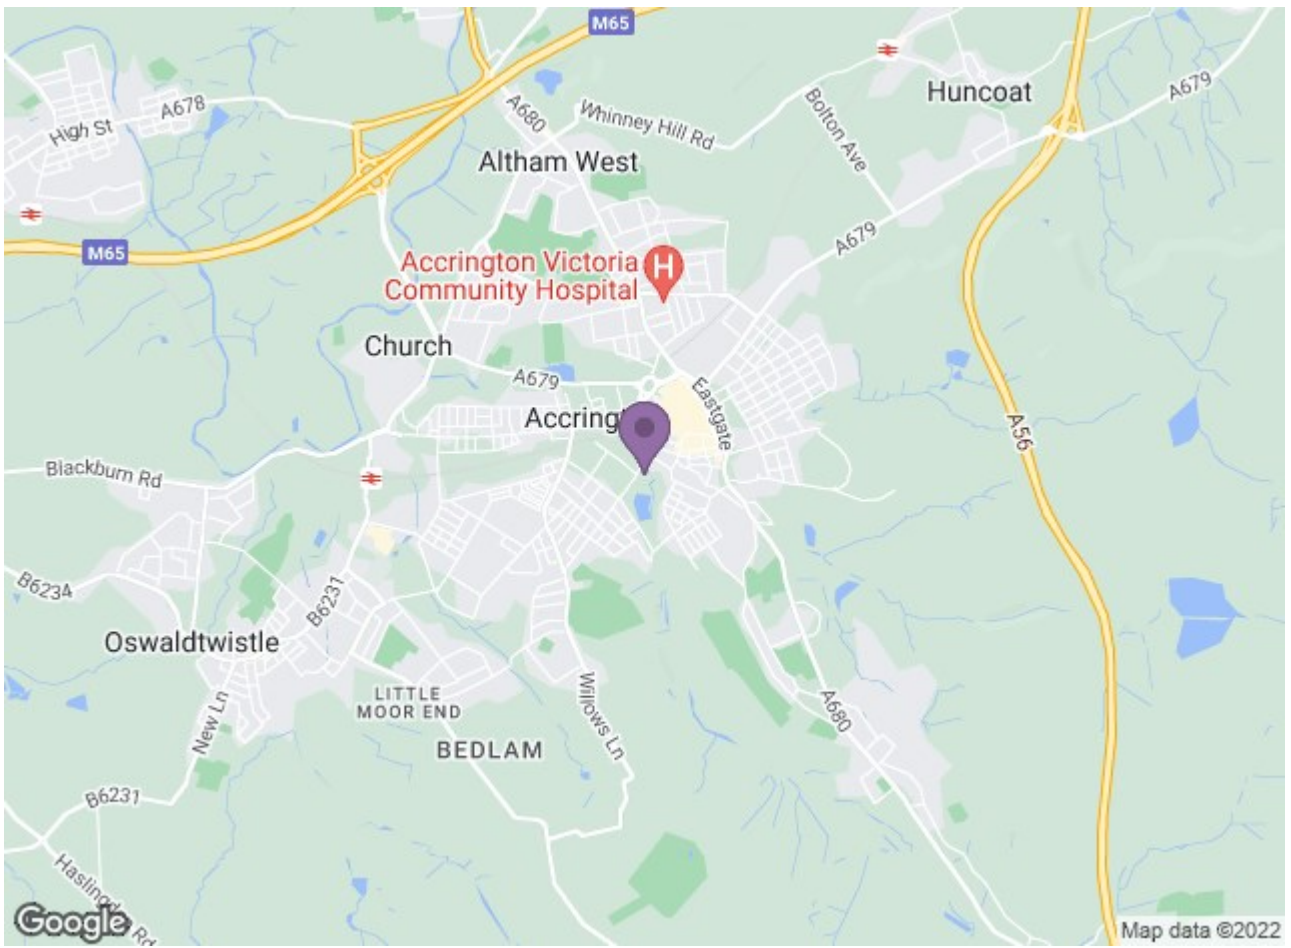 M65
Huncoat
A679
A678
A680
High St
Whinney Hill Rd
Bolton Ave
Altham West
A679
M65
Accrington Victoria
Community Hospital
H
Church
A679
Eastgate
Accringt
A56
Blackburn Rd
B6234
B6231
Oswaldtwistle
LITTLE
MOOR END
New Ln
Willows Ln
A680
BEDLAM
B6231
Haslingden Rd
Google
Map data ©2022